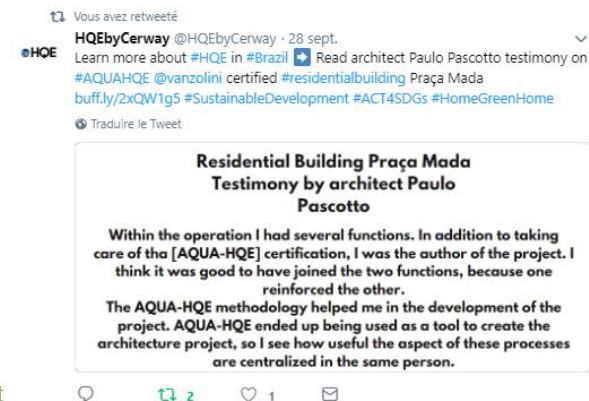 Vous avez retweeté
HQEbyCerway @HQEbyCerway · 28 sept.
HQE
Learn more about #HQE in #Brazil ➡ Read architect Paulo Pascotto testimony on
#AQUAHQE @vanzolini certified #residentialbuilding Praça Mada
buff.ly/2xQW1g5 #SustainableDevelopment #ACT4SDGs #HomeGreenHome
Traduire le Tweet
Residential Building Praça Mada
Testimony by architect Paulo
Pascotto
Within the operation I had several functions. In addition to taking
care of tha [AQUA-HQE] certification, I was the author of the project. I
think it was good to have joined the two functions, because one
reinforced the other.
The AQUA-HQE methodology helped me in the development of the
project. AQUA-HQE ended up being used as a tool to create the
architecture project, so I see how useful the aspect of these processes
are centralized in the same person.
2 1